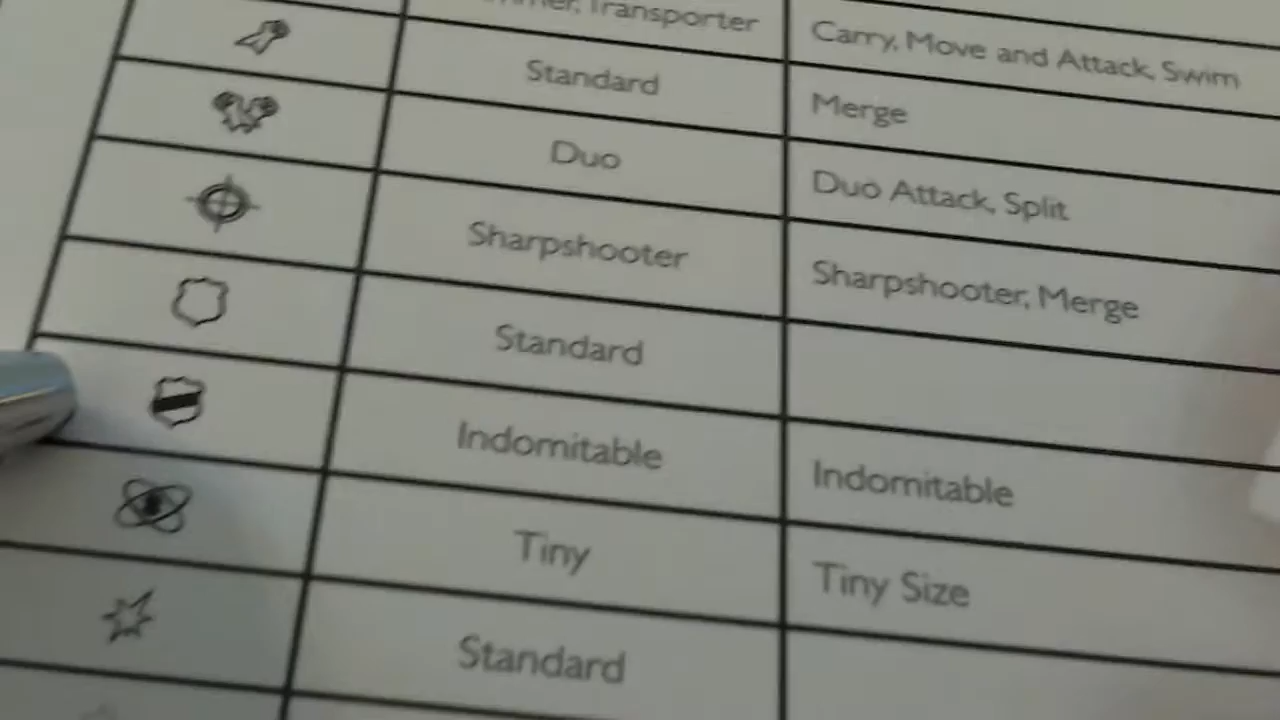 Transporter
Carry, Move and Attack, Swim
Standard
Merge
Duo
Duo Attack, Split
Sharpshooter
Sharpshooter, Merge
Standard
Indomitable
Indomitable
Tiny
Tiny Size
Standard